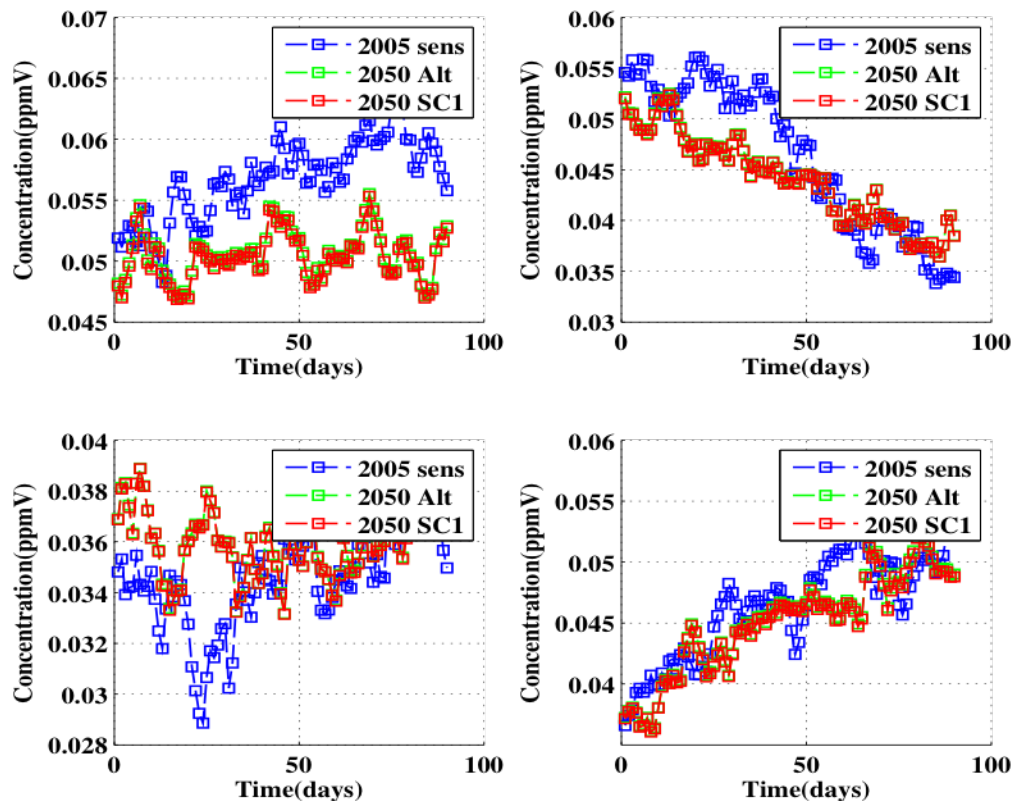 0.07
0.065
0.06
0.055
0.05
0.045
0
50
100
Concentration(ppmV)
Time(days)
2005 sens
2050 Alt
2050 SC1
0.06
0.055
0.05
0.045
0.04
0.035
0.03
0
50
100
Concentration(ppmV)
Time(days)
2005 sens
2050 Alt
2050 SC1
0.04
0.038
0.036
0.034
0.032
0.03
0.028
0
50
100
Concentration(ppmV)
Time(days)
2005 sens
2050 Alt
2050 SC1
0.06
0.055
0.05
0.045
0.04
0
50
100
Concentration(ppmV)
Time(days)
2005 sens
2050 Alt
2050 SC1